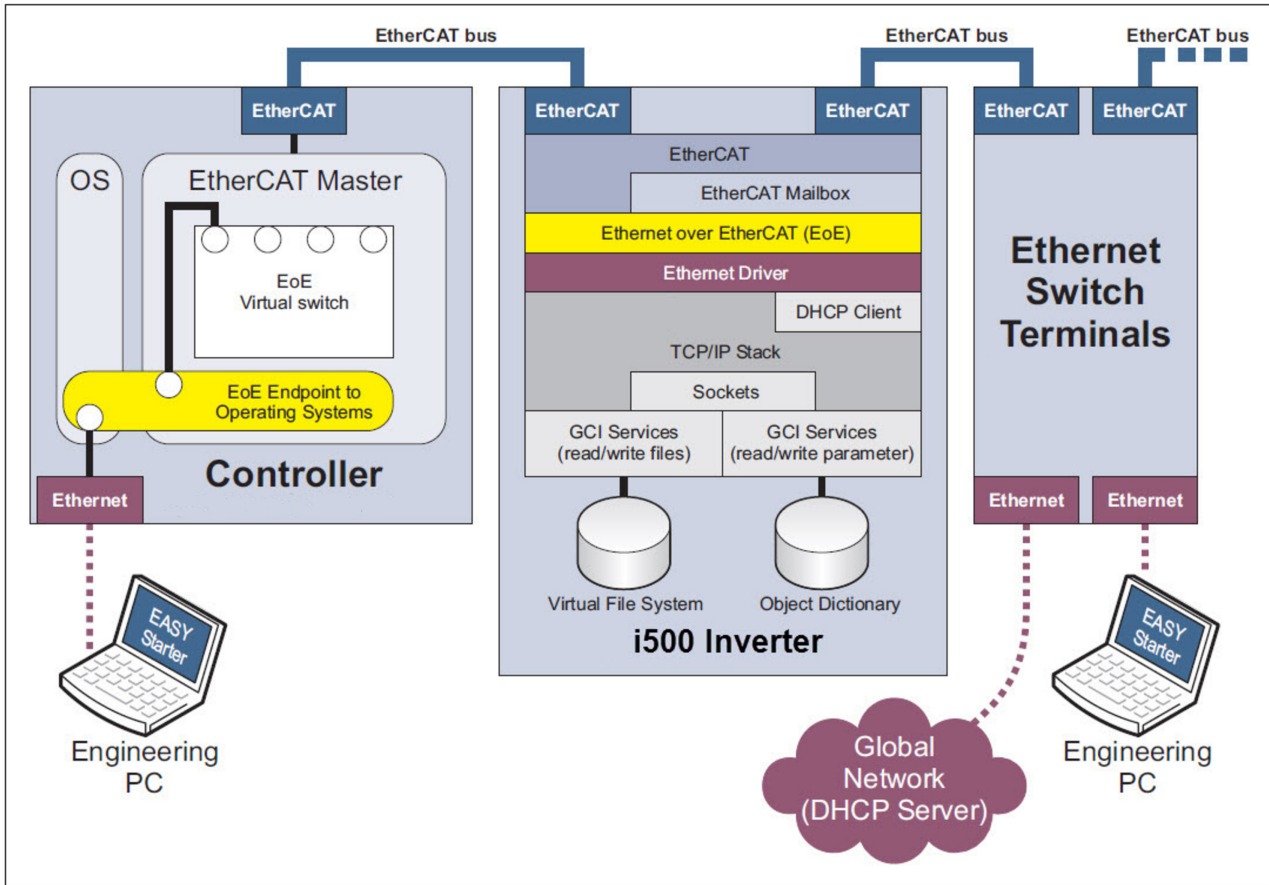 EtherCAT bus
EtherCAT bus
EtherCAT bus
EtherCAT
OS
EtherCAT Master
EoE
Virtual switch
EoE Endpoint to
Operating Systems
Controller
Ethernet
EASY
Starter
Engineering
PC
EtherCAT
EtherCAT
EtherCAT
EtherCAT Mailbox
Ethernet over EtherCAT (EoE)
Ethernet Driver
DHCP Client
TCP/IP Stack
Sockets
GCI Services
(read/write files)
GCI Services
(read/write parameter)
Virtual File System
Object Dictionary
i500 Inverter
EtherCAT
EtherCAT
Ethernet
Switch
Terminals
Ethernet
Ethernet
Global
Network
(DHCP Server)
EASY
Starter
Engineering
PC